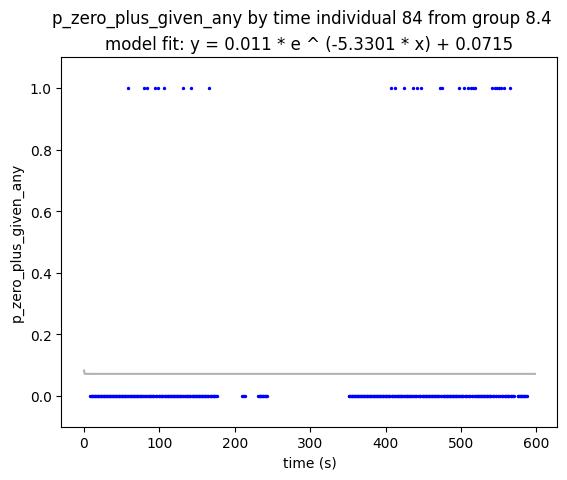 p_zero_plus_given_any by time individual 84 from group 8.4
model fit: y = 0.011 * e ^ (-5.3301 * x) + 0.0715
1.0
0.8
0.6
0.4
0.2
0.0
p_zero_plus_given_any
0 100 200 300 400 500 600
time (s)